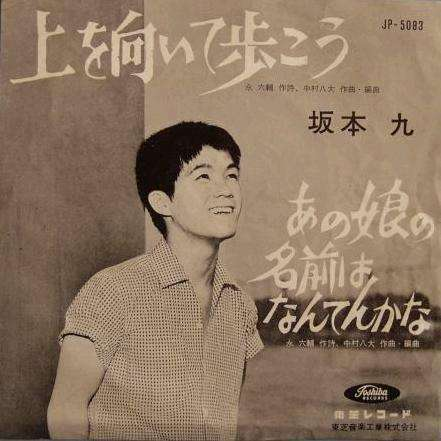 JP-5083
上を向いて歩こう
永 六輔 作詩、中村八大 作曲・編曲
坂本 九
あの娘の
名前は
なんてんかな
永 六輔 作詩、中村八大 作曲・編曲
Toshiba
RECORDS
東芝レコード
東芝音楽工業株式会社